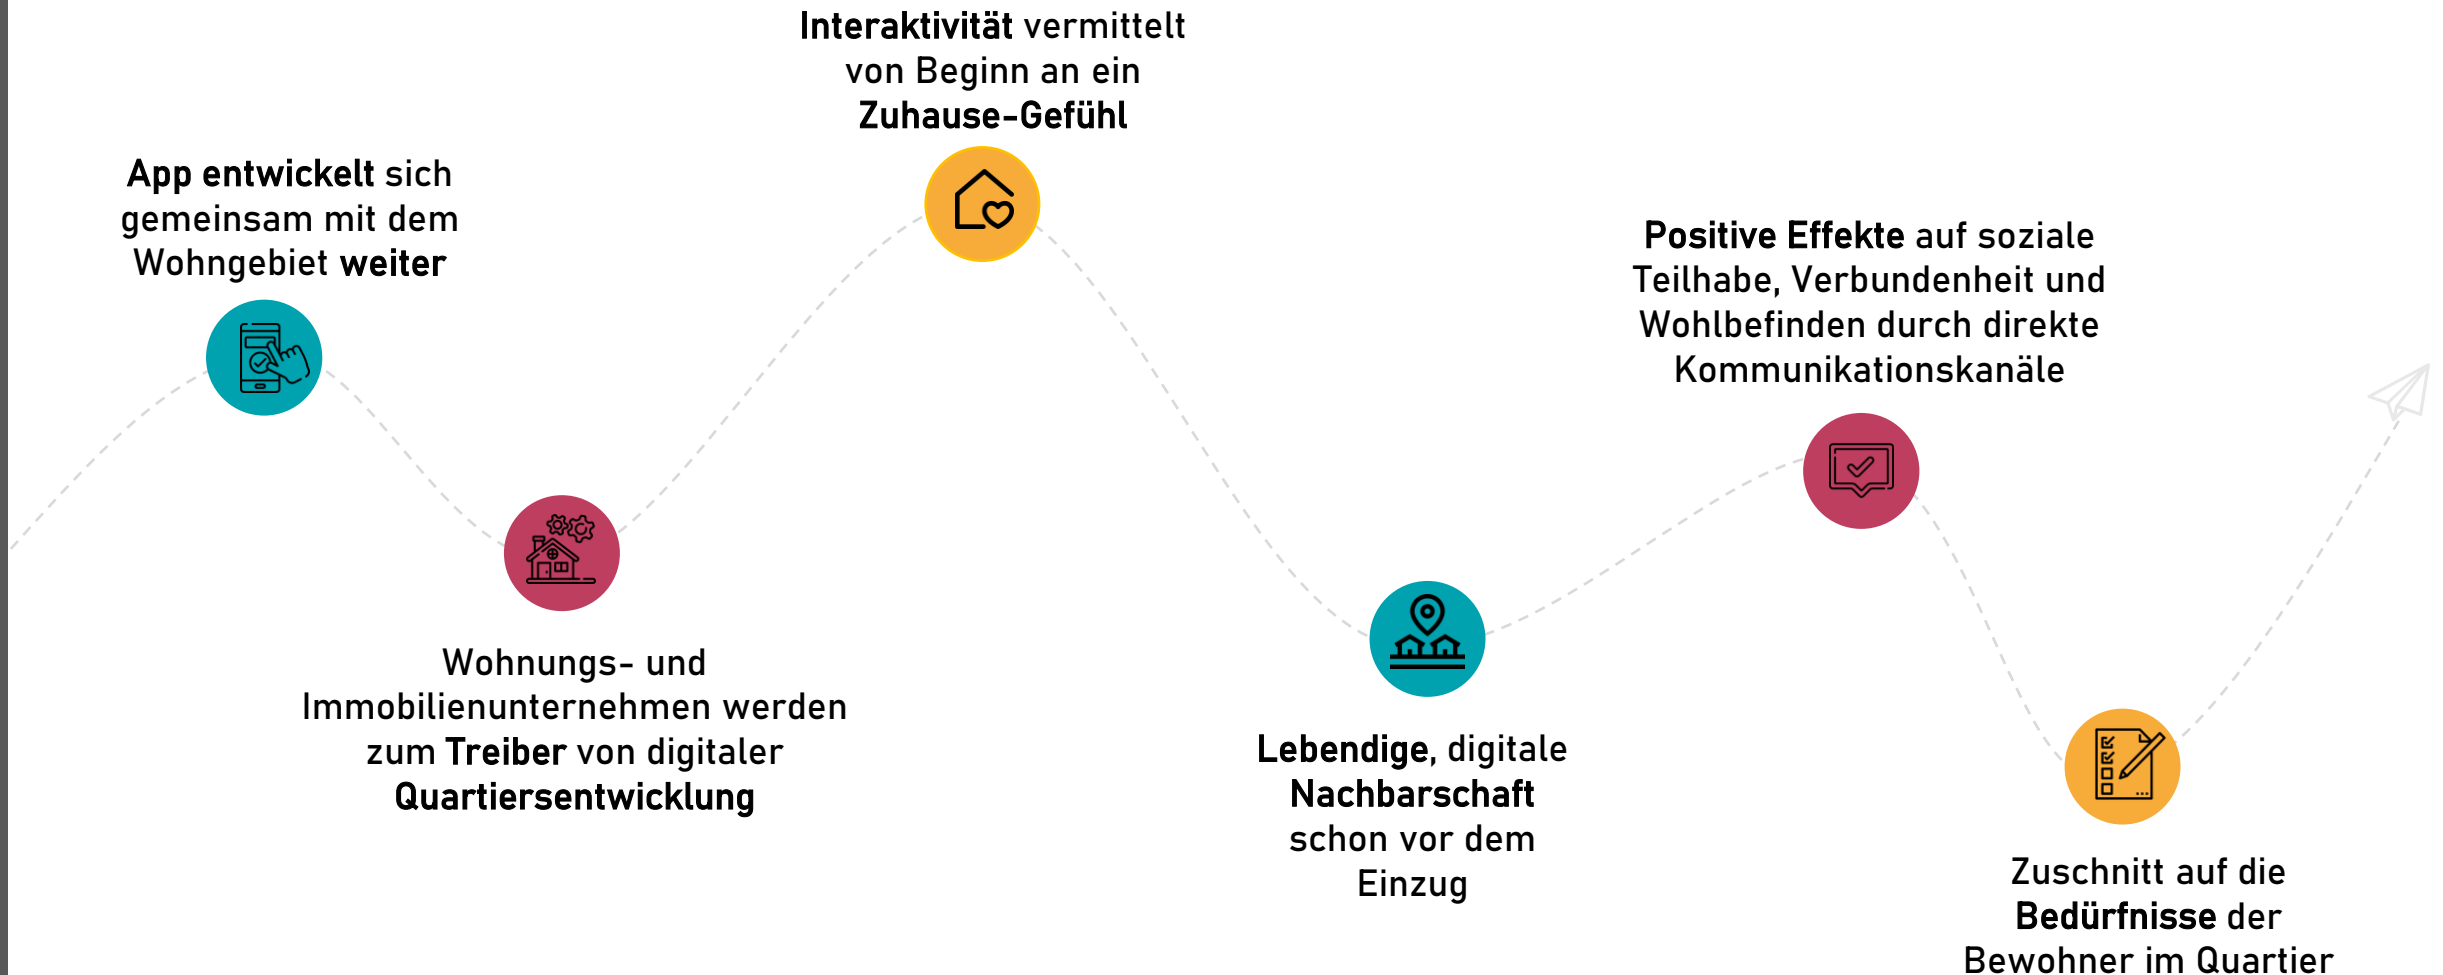 Interaktivität vermittelt
von Beginn an ein
Zuhause-Gefühl
App entwickelt sich
gemeinsam mit dem
Wohngebiet weiter
Positive Effekte auf soziale
Teilhabe, Verbundenheit und
Wohlbefinden durch direkte
Kommunikationskanäle
Wohnungs- und
Immobilienunternehmen werden
zum Treiber von digitaler
Quartiersentwicklung
Lebendige, digitale
Nachbarschaft
schon vor dem
Einzug
Zuschnitt auf die
Bedürfnisse der
Bewohner im Quartier